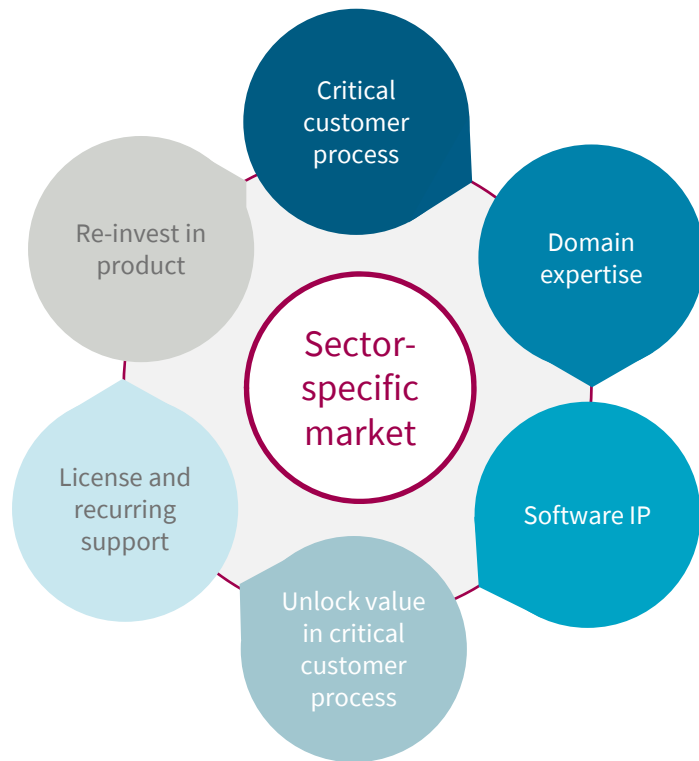 Critical
customer
process
Domain
expertise
Software IP
Unlock value
in critical
customer
process
License and
recurring
support
Re-invest in
product
Sector-
specific
market